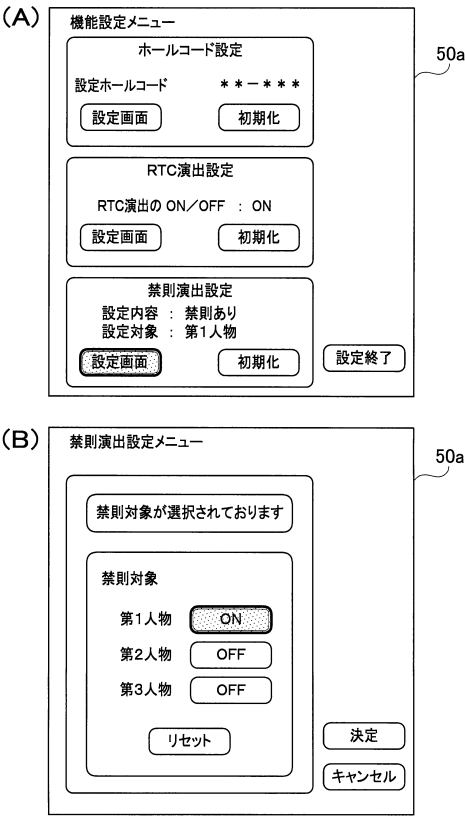 (A)
機能設定メニュー
50a
ホールコード設定
設定ホールコード **-***
設定画面 初期化
RTC演出設定
RTC演出の ON/OFF : ON
設定画面 初期化
禁則演出設定
設定内容 : 禁則あり
設定対象 : 第1人物
設定画面 初期化 設定終了
(B)
禁則演出設定メニュー
50a
禁則対象が選択されております
禁則対象
第1人物 ON
第2人物 OFF
第3人物 OFF
リセット
決定
キャンセル